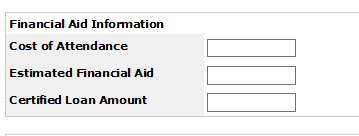 Financial Aid Information
Cost of Attendance
Estimated Financial Aid
Certified Loan Amount